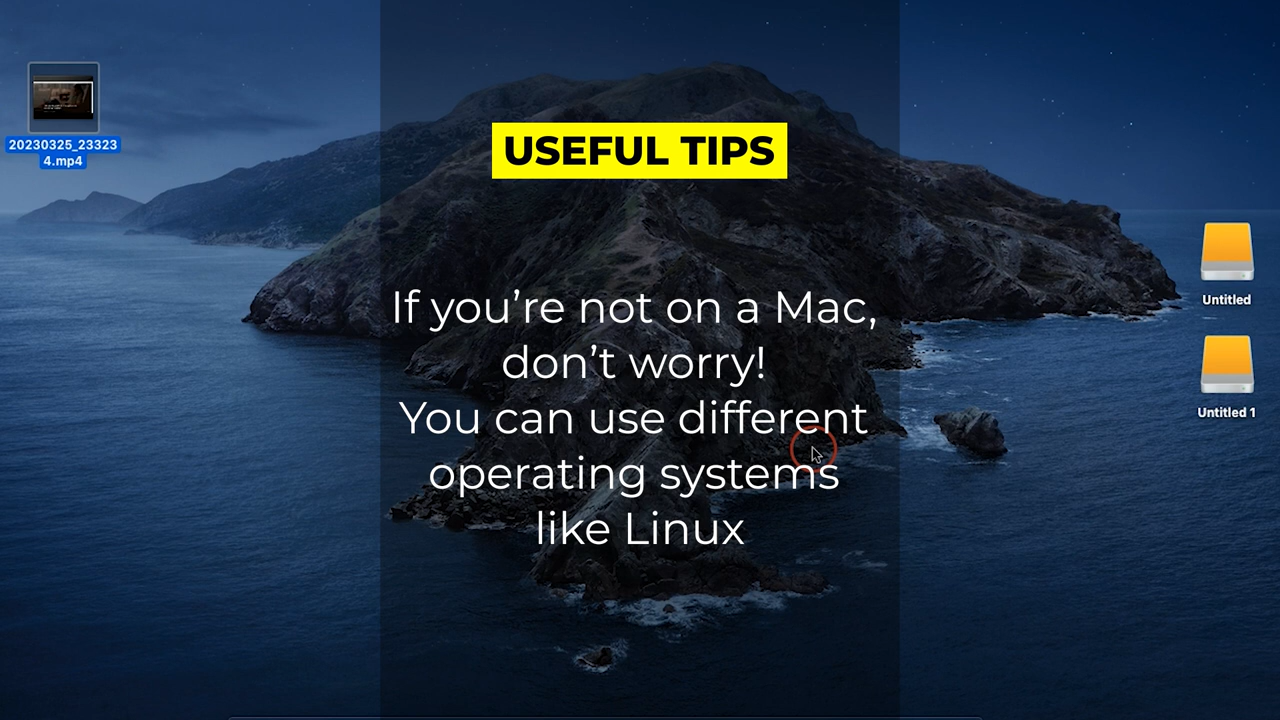 USEFUL TIPS
20230325_23323
4.mp4
If you’re not on a Mac,
don’t worry!
You can use different
operating systems
like Linux
Untitled
Untitled 1